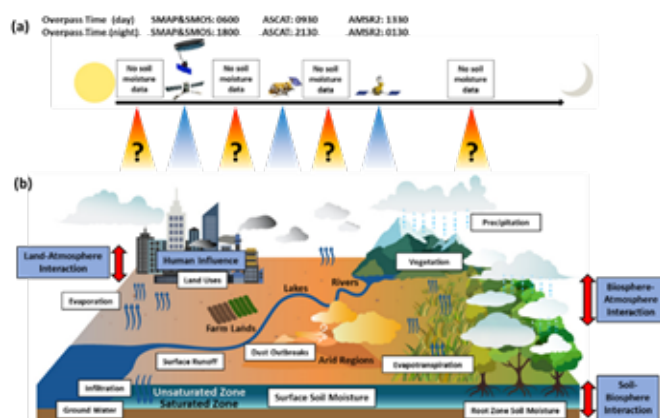 Overpass Time (day) SMAP&SMOS: 0600 ASCAT: 0930 AMSR2: 1330
Overpass Time (night). SMAP&SMOS: 1800 ASCAT: 2130 AMSR2: 0130
(a)
No soil moisture data
No soil moisture data
No soil moisture data
No soil moisture data
? ? ? ?
(b)
Precipitation
Land-Atmosphere
Interaction
Human Influence
Vegetation
Land Uses
Rivers
Lakes
Biosphere-
Atmosphere
Interaction
Evaporation
Farm Lands
Dust Outbreaks
Arid Regions
Surface Runoff
Evapotranspiration
Infiltration
Unsaturated Zone
Surface Soil Moisture
Saturated Zone
Ground Water
Root Zone Soil Moisture
Soil-
Biosphere
Interaction